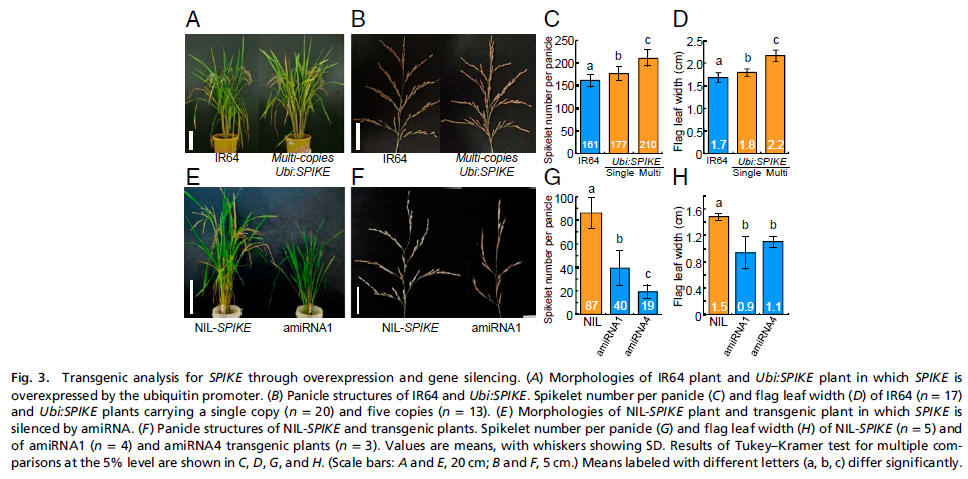 A
B
C
D
Spikelet number per panicle
250
200
150
100
50
0
a
b
c
161
177
210
IR64
Ubi:SPIKE
Single
Multi
Flag leaf width (cm)
2.5
2.0
1.6
1.2
0.8
0.4
0
a
b
c
1.7
1.8
2.2
IR64
Ubi:SPIKE
Single
Multi
IR64
Multi-copies
Ubi:SPIKE
IR64
Multi-copies
Ubi:SPIKE
E
F
G
H
Spikelet number per panicle
100
80
60
40
20
0
a
b
c
87
40
19
NIL
amiRNA1
amiRNA4
Flag leaf width (cm)
1.6
1.2
0.8
0.4
0
a
b
b
1.5
0.9
1.1
NIL
amiRNA1
amiRNA4
NIL-SPIKE
amiRNA1
NIL-SPIKE
amiRNA1
Fig. 3. Transgenic analysis for SPIKE through overexpression and gene silencing. (A) Morphologies of IR64 plant and Ubi:SPIKE plant in which SPIKE is
overexpressed by the ubiquitin promoter. (B) Panicle structures of IR64 and Ubi:SPIKE. Spikelet number per panicle (C) and flag leaf width (D) of IR64 (n = 17)
and Ubi:SPIKE plants carrying a single copy (n = 20) and five copies (n = 13). (E) Morphologies of NIL-SPIKE plant and transgenic plant in which SPIKE is
silenced by amiRNA. (F) Panicle structures of NIL-SPIKE and transgenic plants. Spikelet number per panicle (G) and flag leaf width (H) of NIL-SPIKE (n = 5) and
of amiRNA1 (n = 4) and amiRNA4 transgenic plants (n = 3). Values are means, with whiskers showing SD. Results of Tukey–Kramer test for multiple com-
parisons at the 5% level are shown in C, D, G, and H. (Scale bars: A and E, 20 cm; B and F, 5 cm.) Means labeled with different letters (a, b, c) differ significantly.